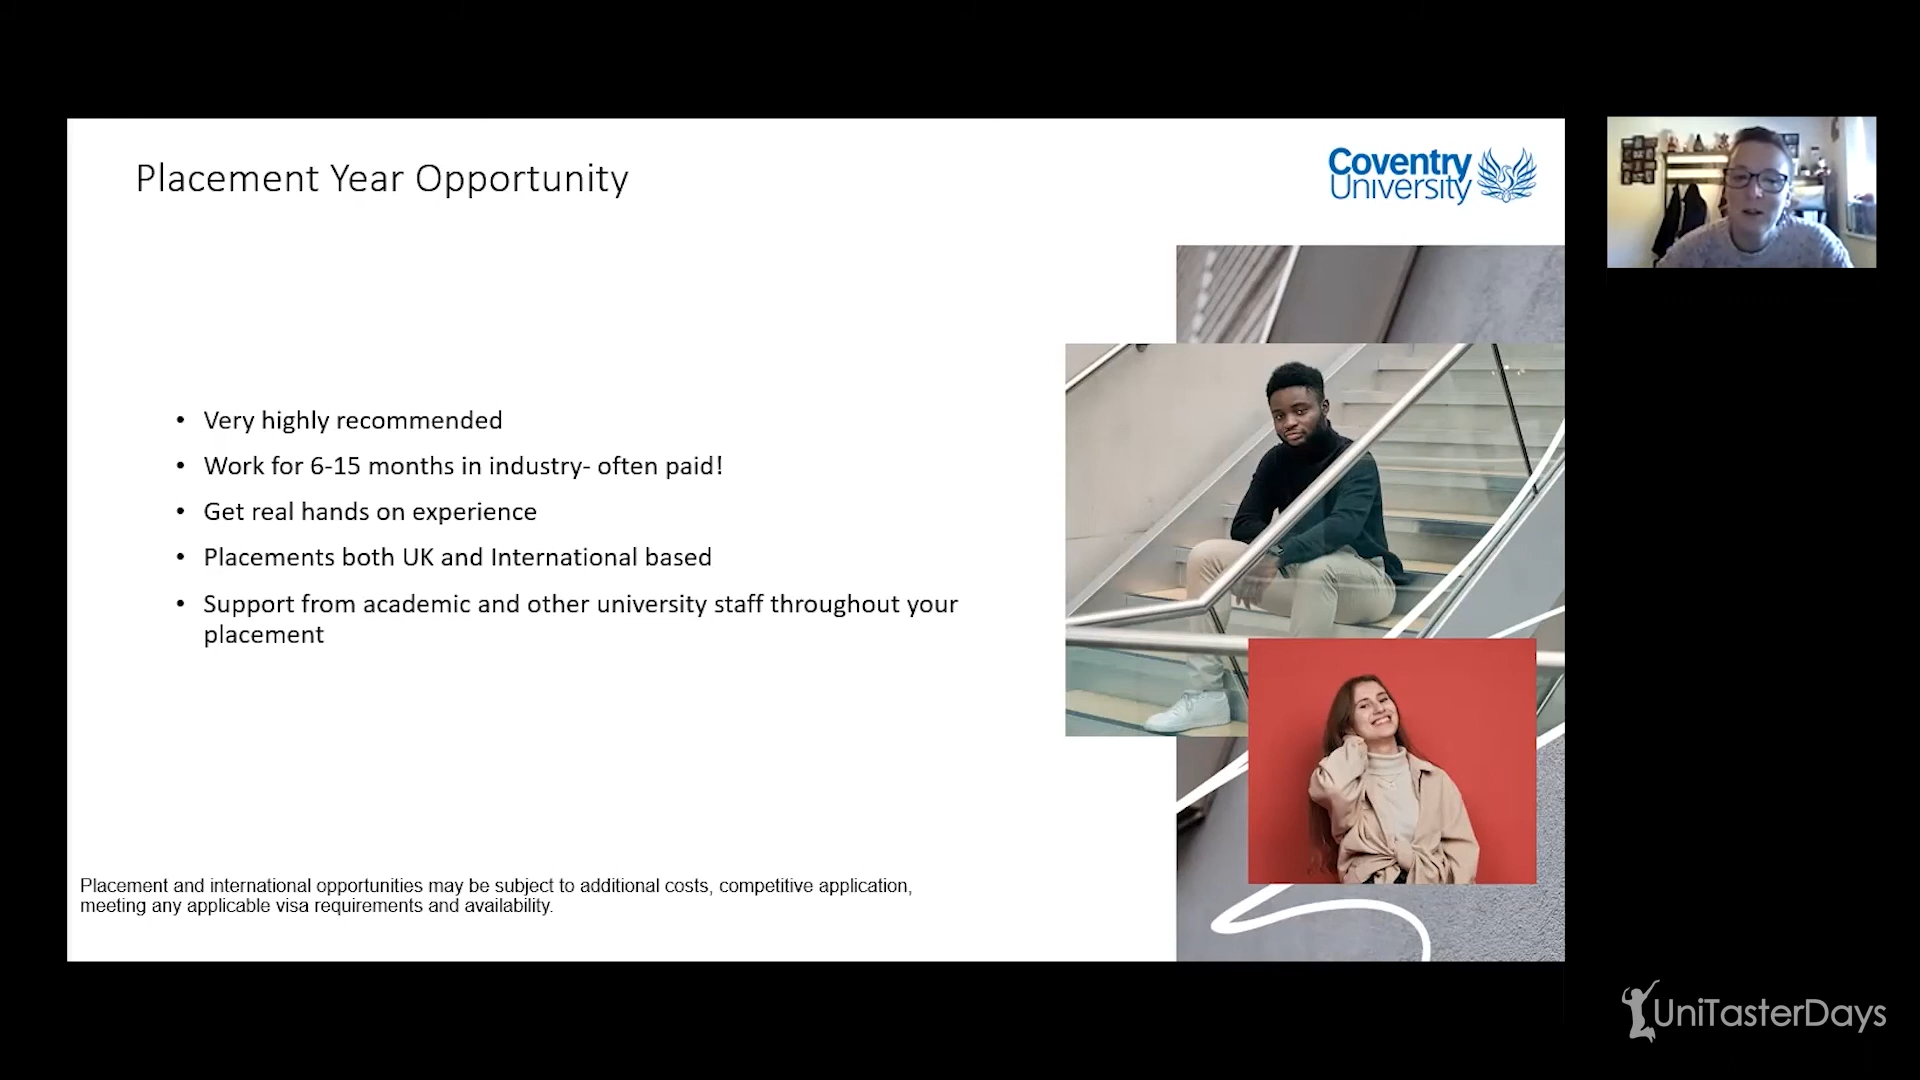 Placement Year Opportunity
Coventry
University
• Very highly recommended
• Work for 6-15 months in industry- often paid!
• Get real hands on experience
• Placements both UK and International based
• Support from academic and other university staff throughout your
placement
Placement and international opportunities may be subject to additional costs, competitive application,
meeting any applicable visa requirements and availability.
UniTasterDays